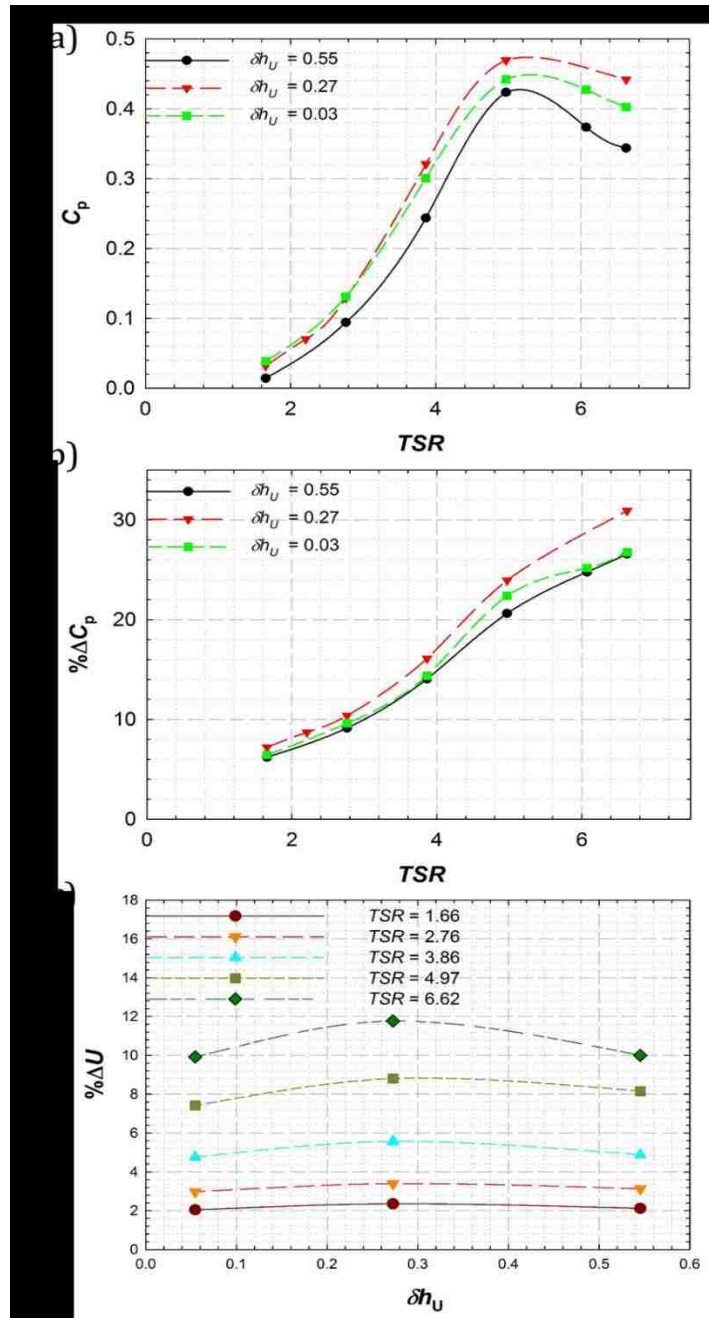 a)
0.5
δh_U = 0.55
δh_U = 0.27
0.4
δh_U = 0.03
0.3
C_p
0.2
0.1
0.0
0 2 4 6
TSR
b)
δh_U = 0.55
30
δh_U = 0.27
δh_U = 0.03
20
%ΔC_p
10
0
0 2 4 6
TSR
)
18
TSR = 1.66
16
TSR = 2.76
TSR = 3.86
14
TSR = 4.97
12
TSR = 6.62
10
%ΔU
8
6
4
2
0
0.0 0.1 0.2 0.3 0.4 0.5 0.6
δh_U